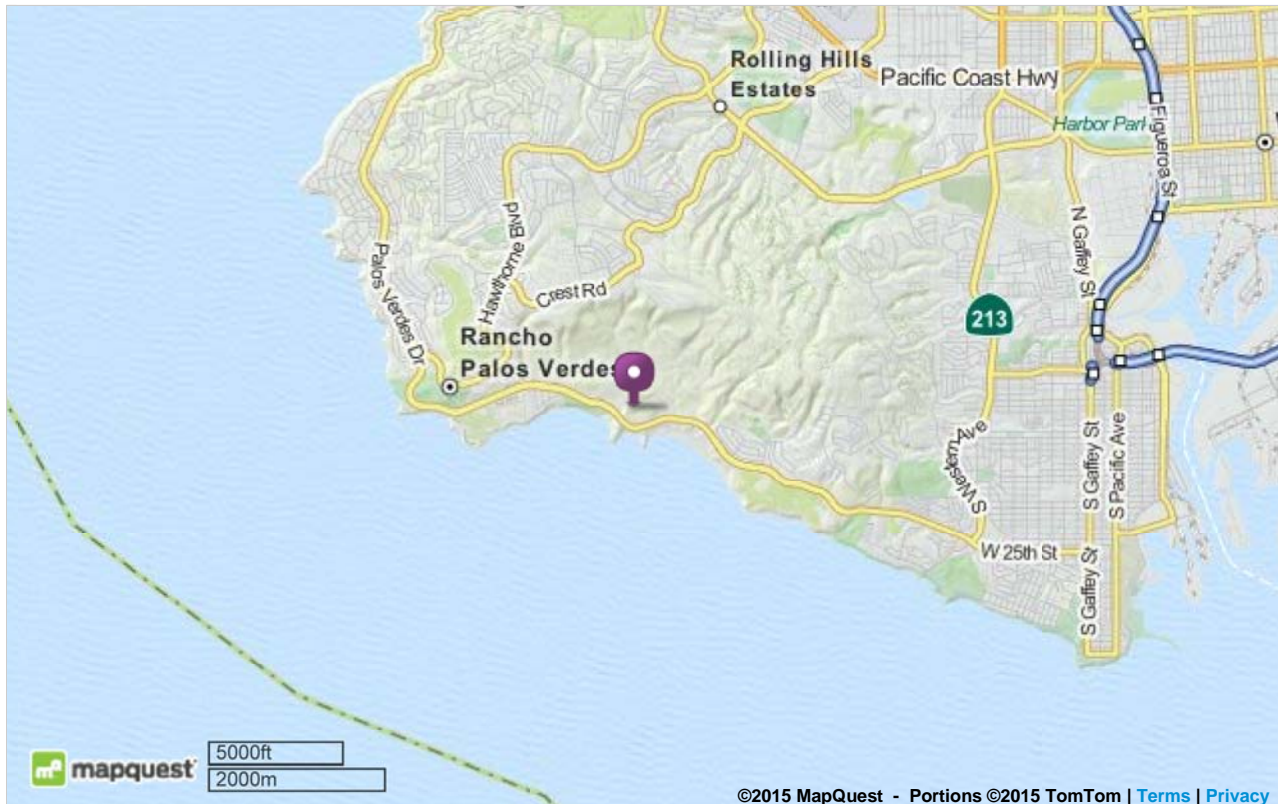 Rolling Hills
Estates
Pacific Coast Hwy
Harbor Park
Figueroa St
Hawthorne Blvd
N Gaffey St
Palos Verdes Dr
Crest Rd
213
Rancho
Palos Verdes
S Western Ave
S Gaffey St
S Pacific Ave
W 25th St
S Gaffey St
mapquest
5000ft
2000m
©2015 MapQuest - Portions ©2015 TomTom | Terms | Privacy